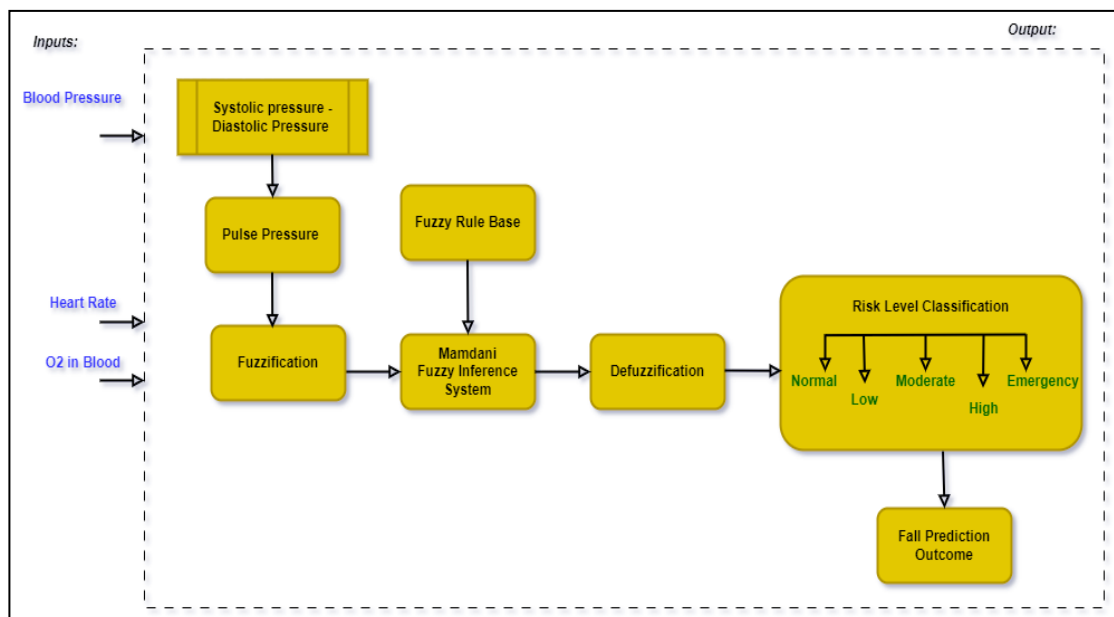 Inputs:
Output:
Blood Pressure
Systolic pressure -
Diastolic Pressure
Pulse Pressure
Fuzzy Rule Base
Heart Rate
O2 in Blood
Fuzzification
Mamdani
Fuzzy Inference
System
Defuzzification
Risk Level Classification
Normal
Low
Moderate
High
Emergency
Fall Prediction
Outcome